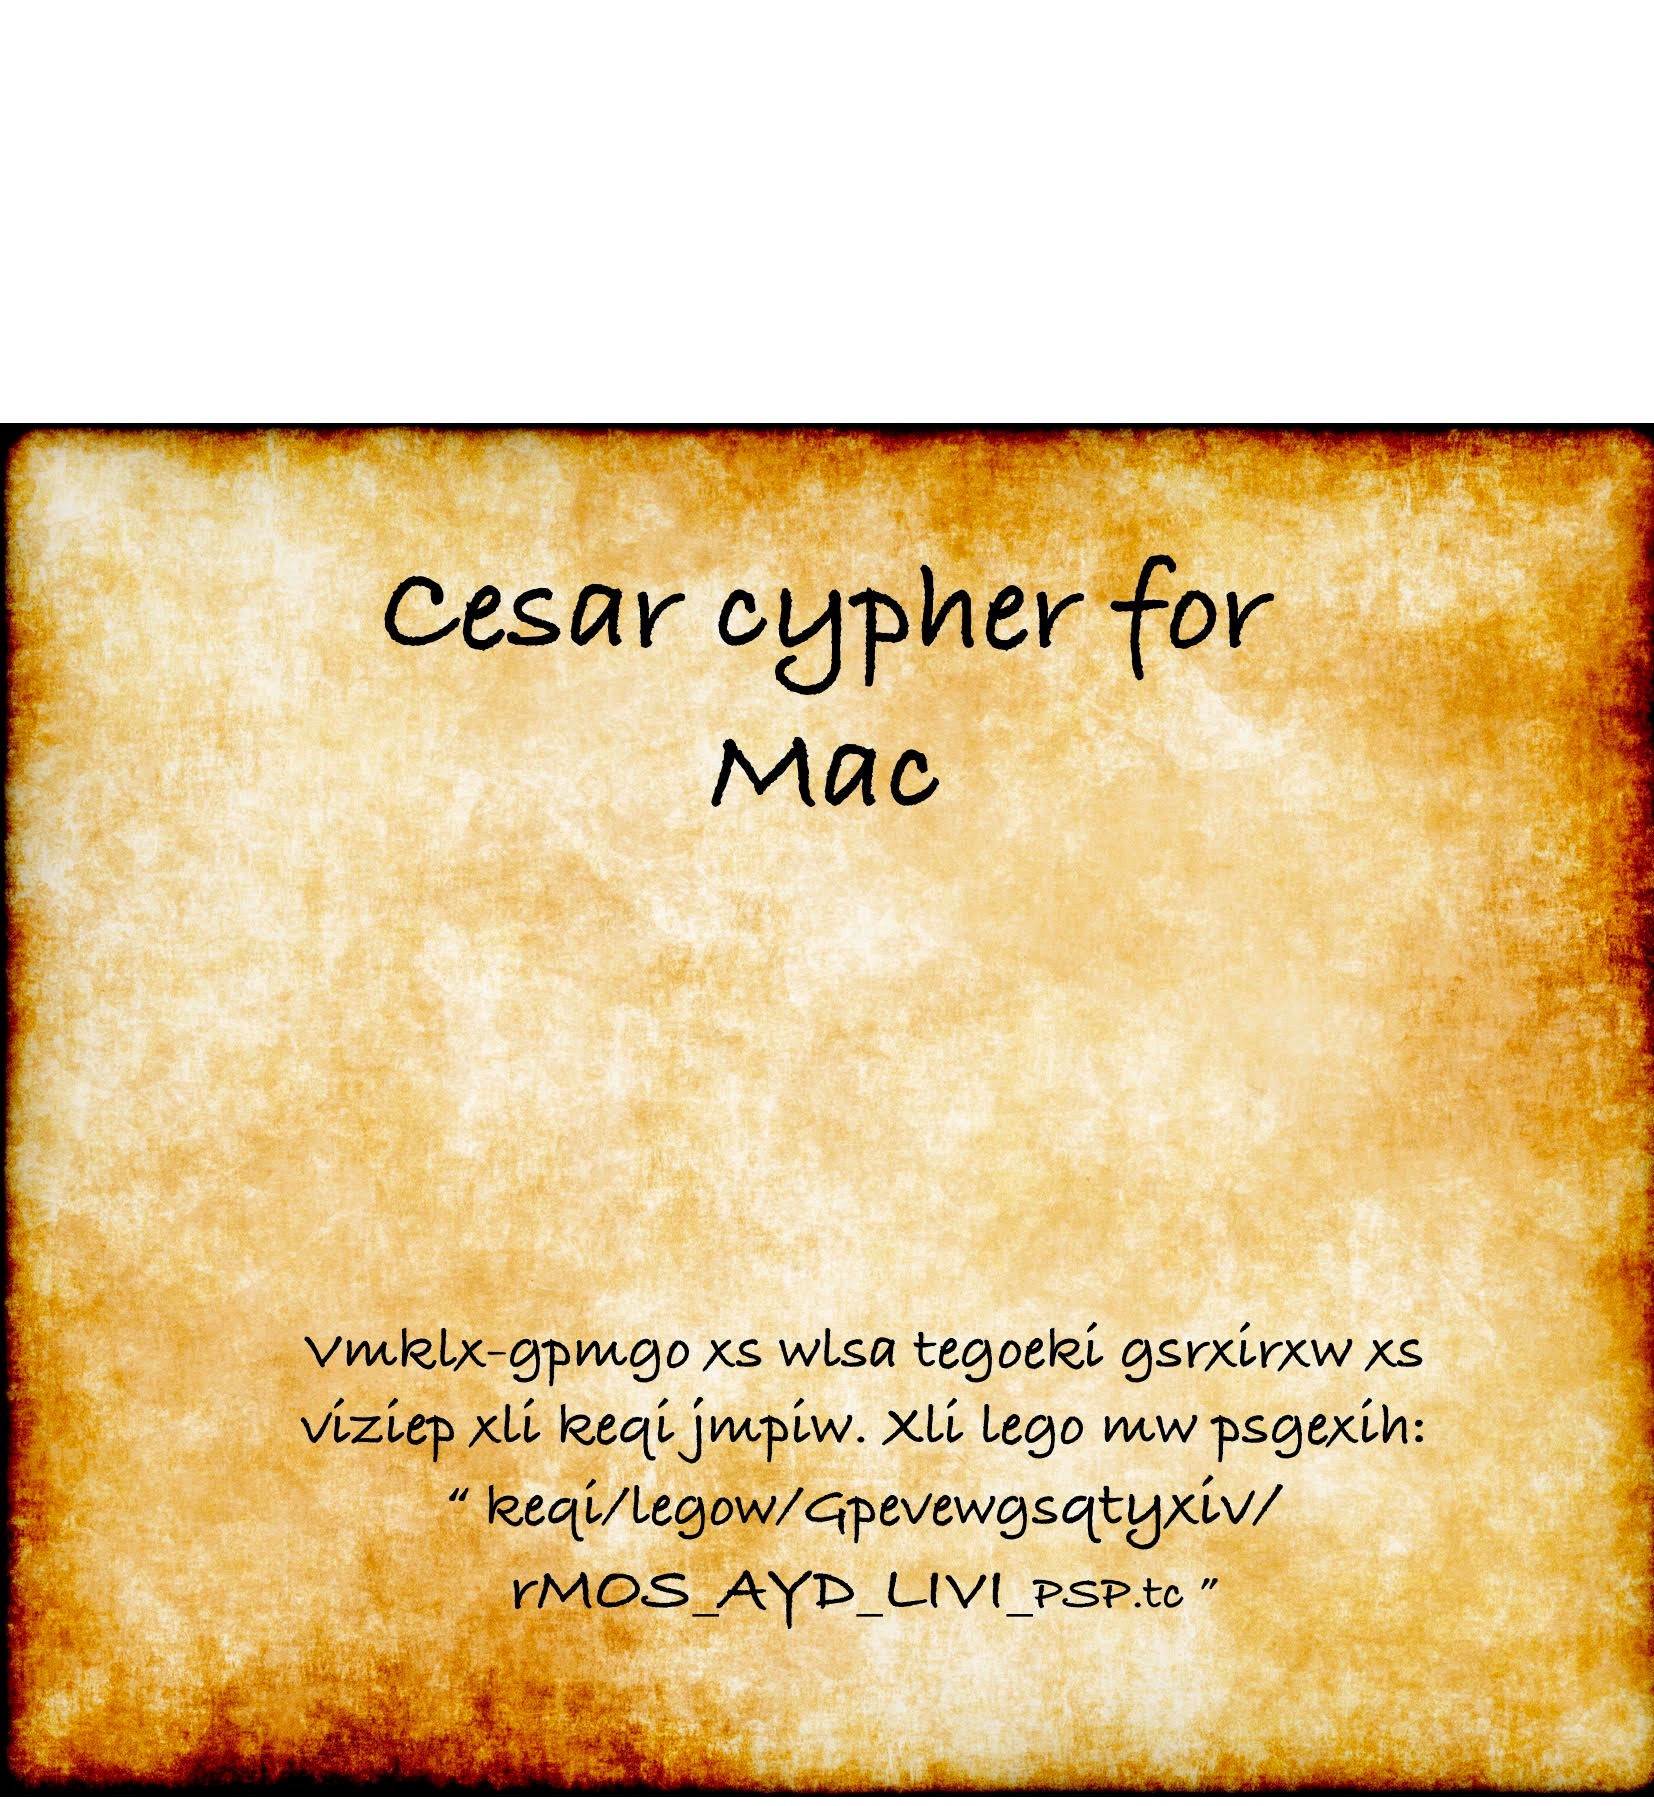 Cesar cypher for
Mac
Vmklx-gpmgo xs wlsa tegoeki gsrxirxw xs
viziep xli keqi jmpiw. Xli lego mw psgexih:
“ keqi/legow/Gpevewgsqtyxiv/
rMOS_AYD_LIVI_PSP.tc ”